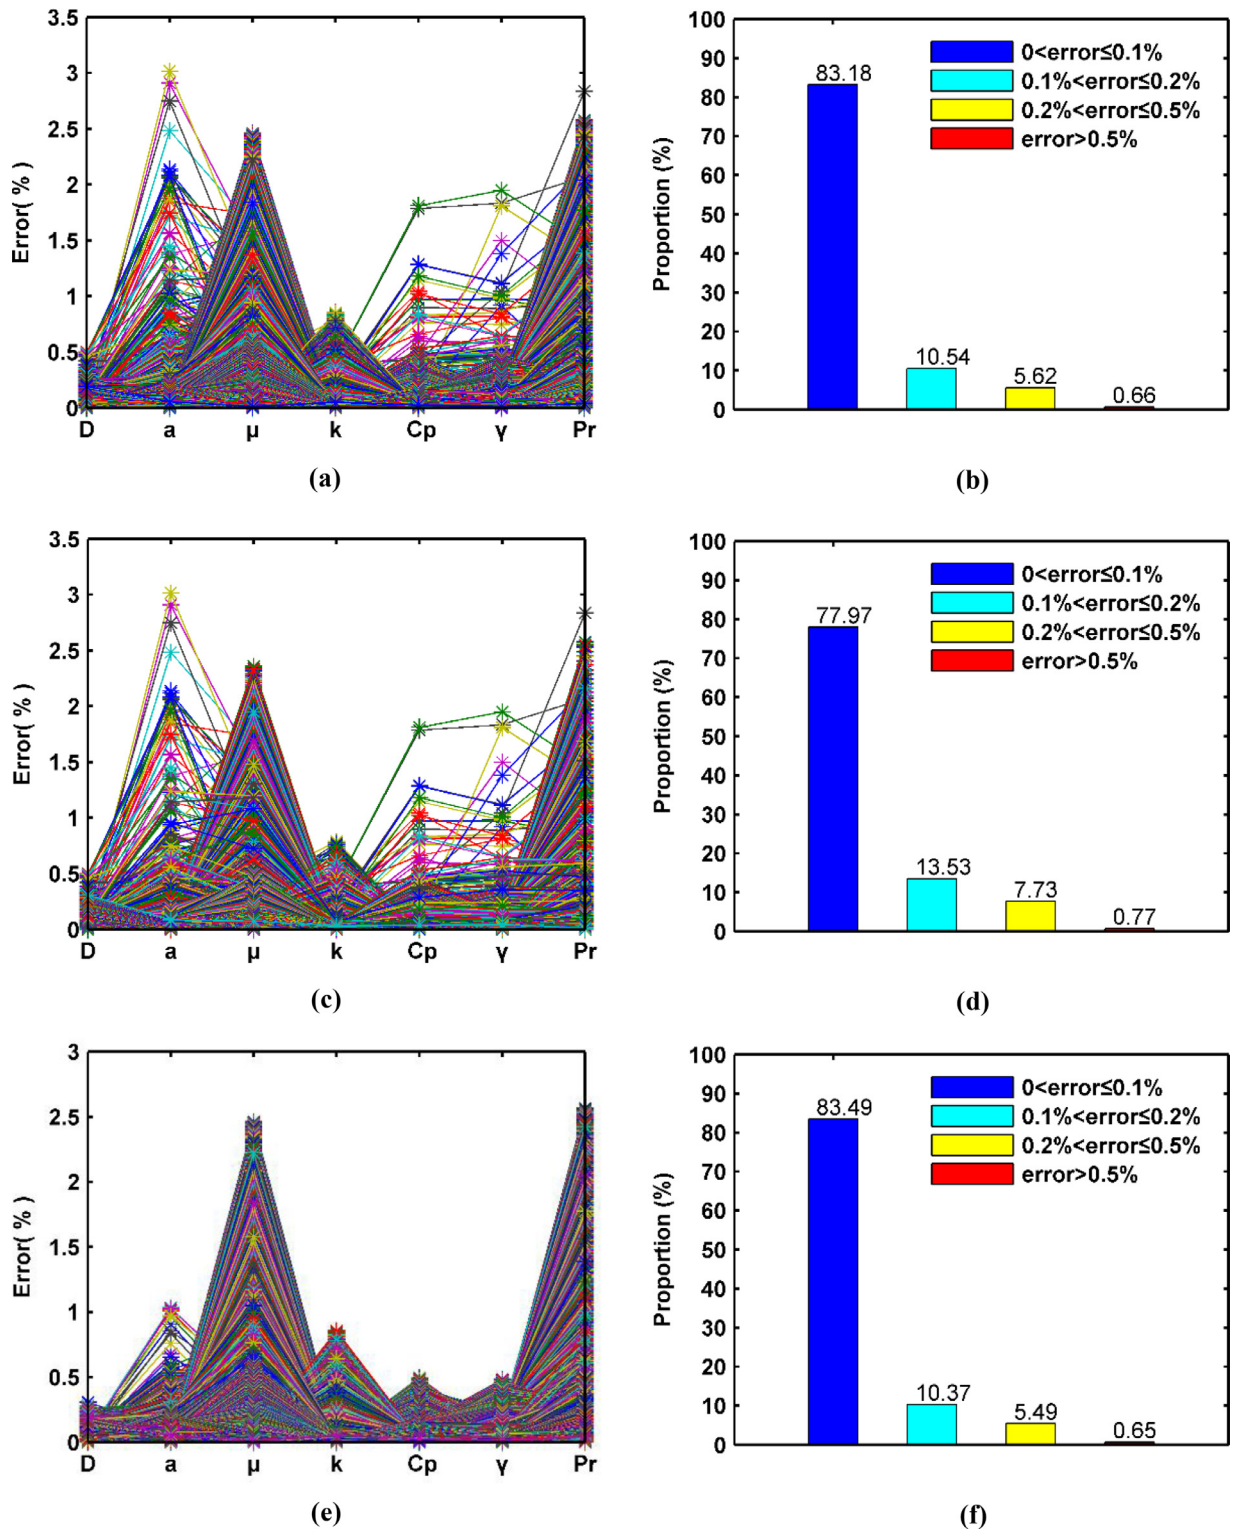 3.5
3
2.5
2
1.5
1
0.5
0
Error( % )
D a μ k Cp γ Pr
(a)
100
90
80
70
60
50
40
30
20
10
0
Proportion (%)
0<error≤0.1%
0.1%<error≤0.2%
0.2%<error≤0.5%
error>0.5%
83.18
10.54
5.62
0.66
(b)
3.5
3
2.5
2
1.5
1
0.5
0
Error( % )
D a μ k Cp γ Pr
(c)
100
90
80
70
60
50
40
30
20
10
0
Proportion (%)
0<error≤0.1%
0.1%<error≤0.2%
0.2%<error≤0.5%
error>0.5%
77.97
13.53
7.73
0.77
(d)
3
2.5
2
1.5
1
0.5
0
Error( % )
D a μ k Cp γ Pr
(e)
100
90
80
70
60
50
40
30
20
10
0
Proportion (%)
0<error≤0.1%
0.1%<error≤0.2%
0.2%<error≤0.5%
error>0.5%
83.49
10.37
5.49
0.65
(f)